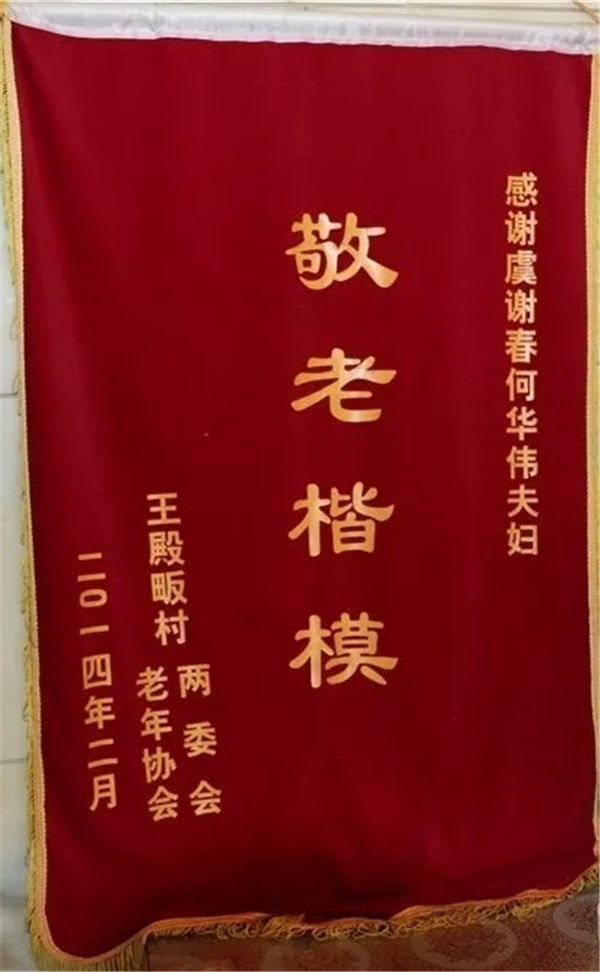 感谢虞谢春何华伟夫妇
敬老楷模
王殿畈村
两委会
老年协会
二〇一四年二月